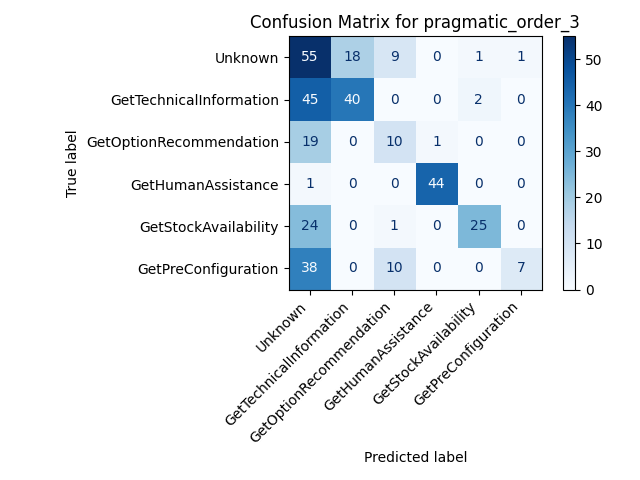 Confusion Matrix for pragmatic_order_3
True label
Unknown 55 18 9 0 1 1
GetTechnicalInformation 45 40 0 0 2 0
GetOptionRecommendation 19 0 10 1 0 0
GetHumanAssistance 1 0 0 44 0 0
GetStockAvailability 24 0 1 0 25 0
GetPreConfiguration 38 0 10 0 0 7
Unknown
GetTechnicalInformation
GetOptionRecommendation
GetHumanAssistance
GetStockAvailability
GetPreConfiguration
Predicted label
50
40
30
20
10
0